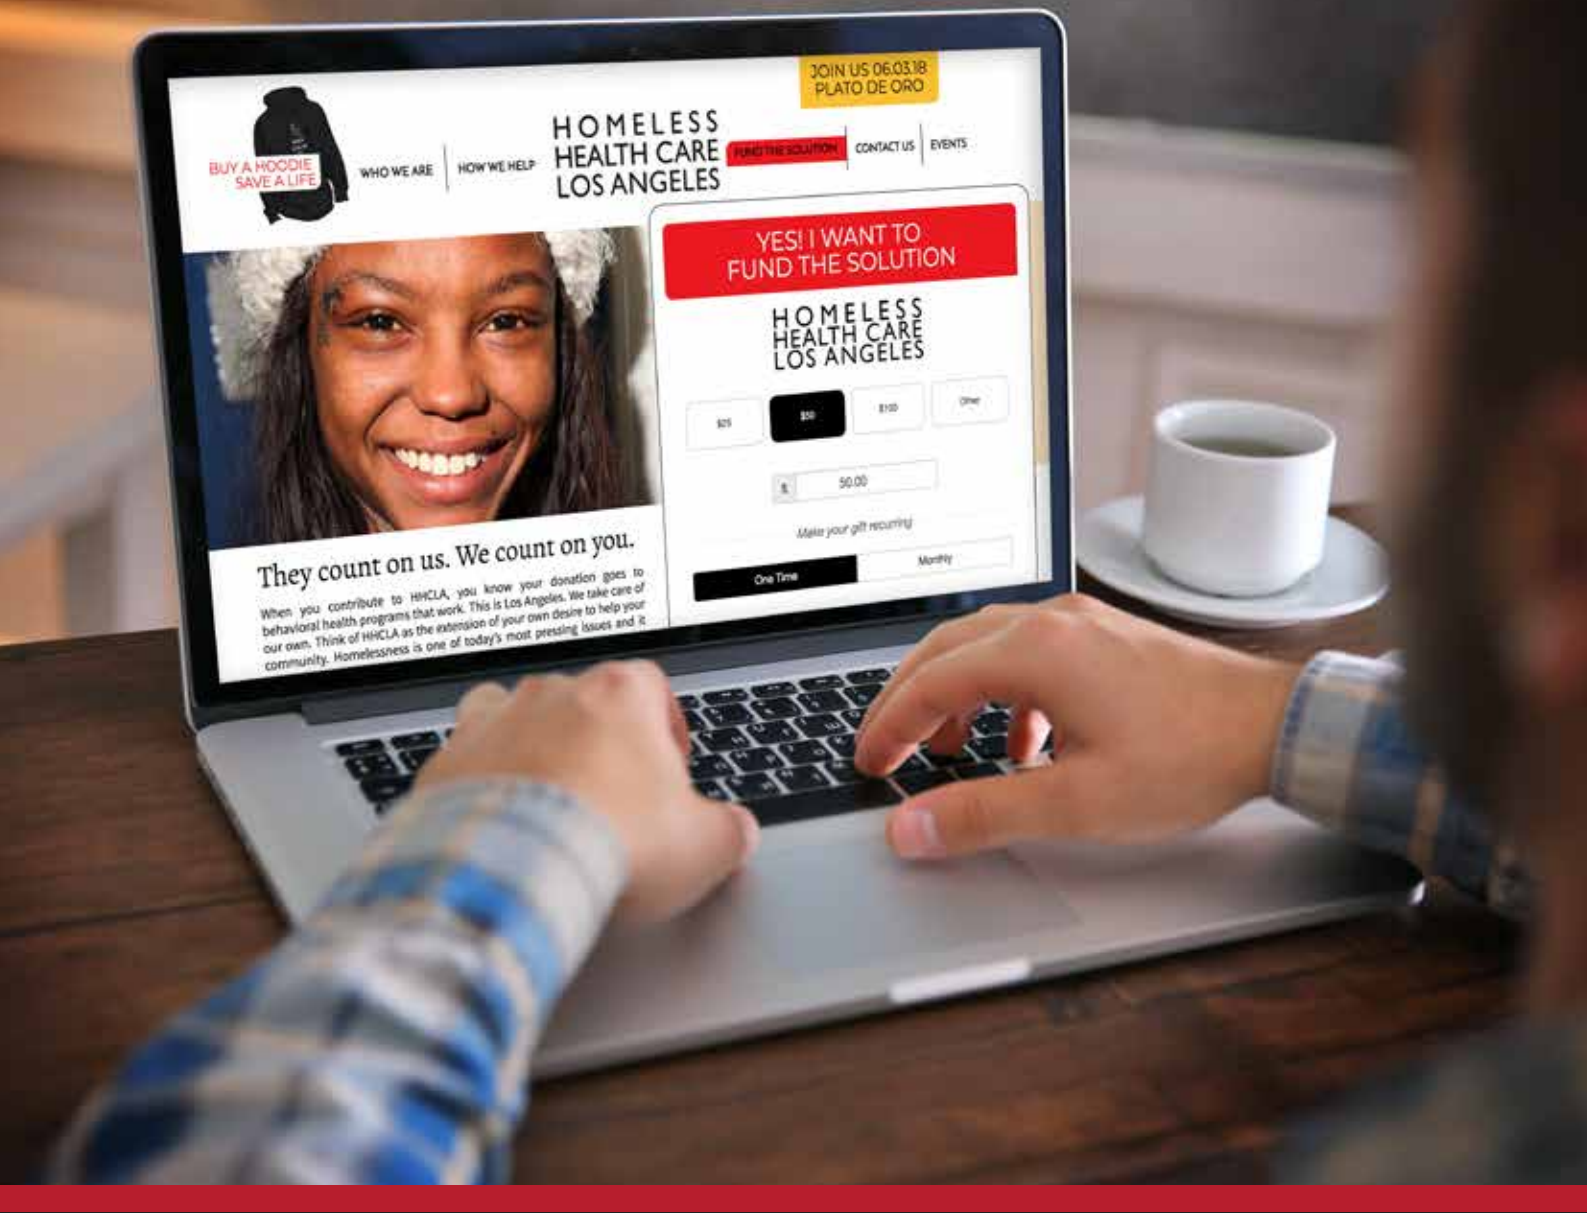 JOIN US 06.03.18
PLATO DE ORO
BUY A HOODIE
SAVE A LIFE
WHO WE ARE
HOW WE HELP
HOMELESS
HEALTH CARE
LOS ANGELES
FUND THE SOLUTION
CONTACT US
EVENTS
YES! I WANT TO
FUND THE SOLUTION
HOMELESS
HEALTH CARE
LOS ANGELES
$25
$50
$100
Other
$ 50.00
Make your gift recurring
One Time
Monthly
They count on us. We count on you.
When you contribute to HHCLA, you know your donation goes to
behavioral health programs that work. This is Los Angeles. We take care of
our own. Think of HHCLA as the extension of your own desire to help your
community. Homelessness is one of today's most pressing issues and it